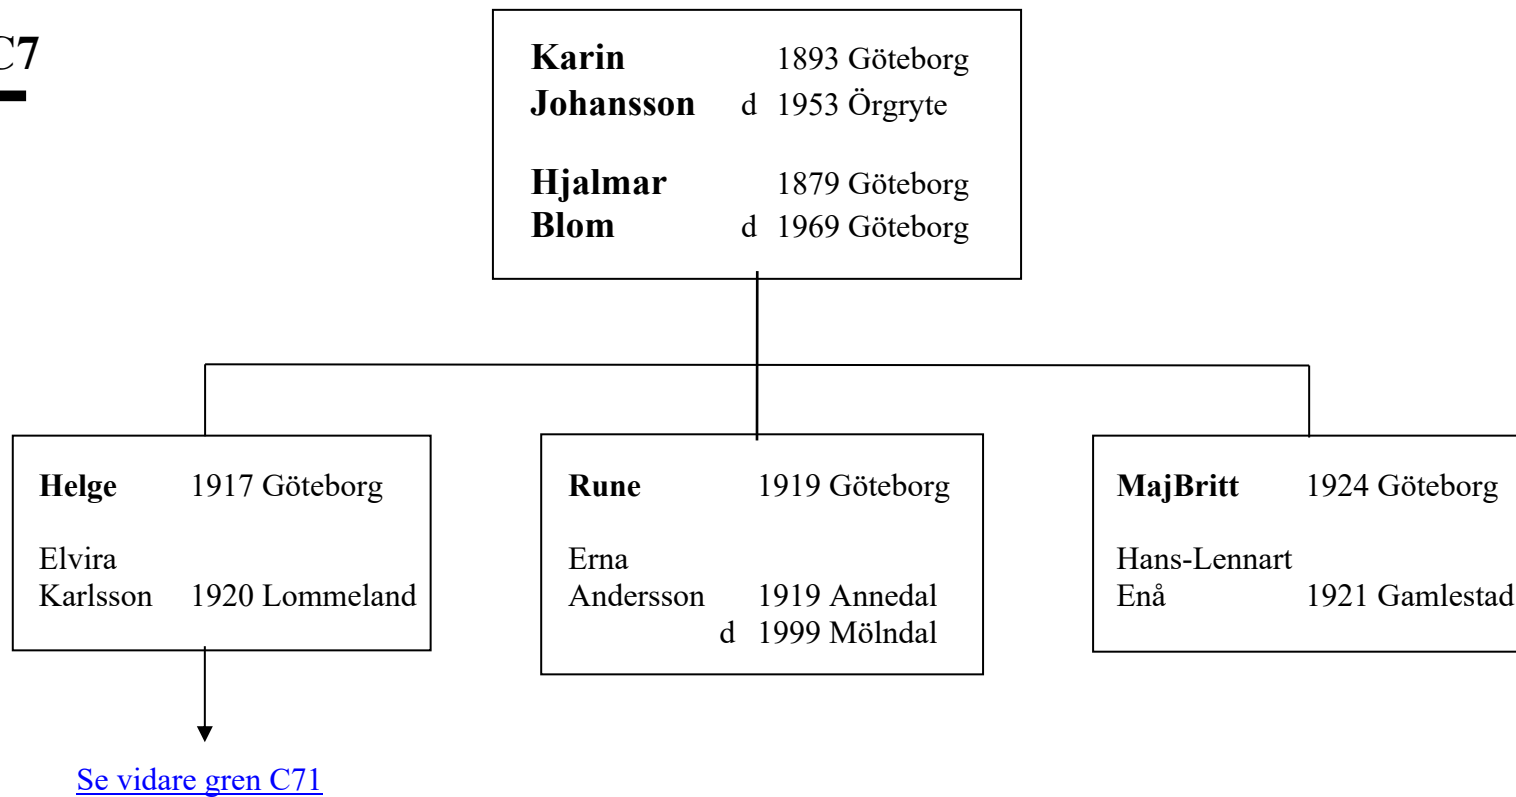 C7
Karin 1893 Göteborg
Johansson d 1953 Örgryte
Hjalmar 1879 Göteborg
Blom d 1969 Göteborg
Helge 1917 Göteborg
Elvira
Karlsson 1920 Lommeland
Rune 1919 Göteborg
Erna
Andersson 1919 Annedal
d 1999 Mölndal
MajBritt 1924 Göteborg
Hans-Lennart
Enå 1921 Gamlestad
Se vidare gren C71